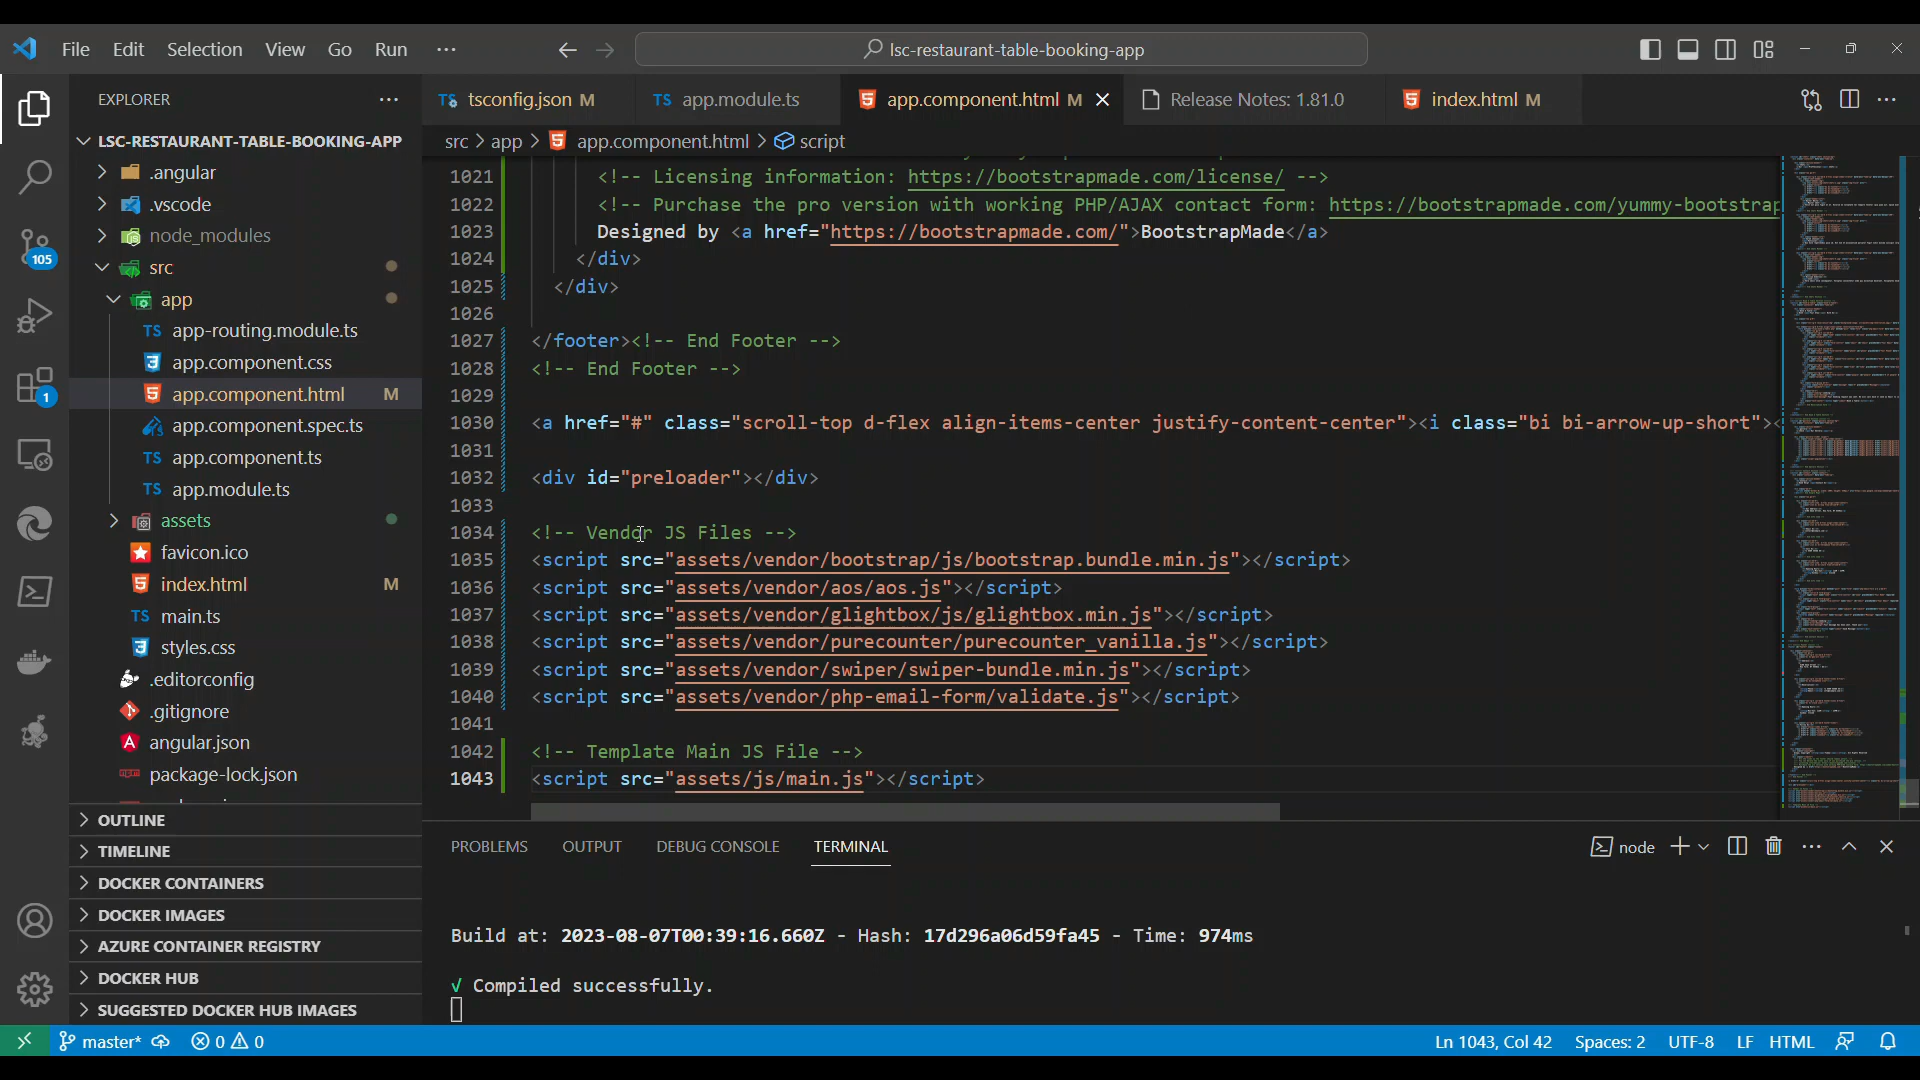 File Edit Selection View Go Run ···
lsc-restaurant-table-booking-app
EXPLORER ···
LSC-RESTAURANT-TABLE-BOOKING-APP
.angular
.vscode
node_modules
src
app
TS app-routing.module.ts
app.component.css
app.component.html M
app.component.spec.ts
TS app.component.ts
TS app.module.ts
assets
favicon.ico
index.html M
TS main.ts
styles.css
.editorconfig
.gitignore
angular.json
package-lock.json
OUTLINE
TIMELINE
DOCKER CONTAINERS
DOCKER IMAGES
AZURE CONTAINER REGISTRY
DOCKER HUB
SUGGESTED DOCKER HUB IMAGES
105
1
TS tsconfig.json M
TS app.module.ts
app.component.html M
Release Notes: 1.81.0
index.html M
src > app > app.component.html > script
1021 <!-- Licensing information: https://bootstrapmade.com/license/ -->
1022 <!-- Purchase the pro version with working PHP/AJAX contact form: https://bootstrapmade.com/yummy-bootstrap
1023 Designed by <a href="https://bootstrapmade.com/">BootstrapMade</a>
1024 </div>
1025 </div>
1026
1027 </footer><!-- End Footer -->
1028 <!-- End Footer -->
1029
1030 <a href="#" class="scroll-top d-flex align-items-center justify-content-center"><i class="bi bi-arrow-up-short"><
1031
1032 <div id="preloader"></div>
1033
1034 <!-- Vendor JS Files -->
1035 <script src="assets/vendor/bootstrap/js/bootstrap.bundle.min.js"></script>
1036 <script src="assets/vendor/aos/aos.js"></script>
1037 <script src="assets/vendor/glightbox/js/glightbox.min.js"></script>
1038 <script src="assets/vendor/purecounter/purecounter_vanilla.js"></script>
1039 <script src="assets/vendor/swiper/swiper-bundle.min.js"></script>
1040 <script src="assets/vendor/php-email-form/validate.js"></script>
1041
1042 <!-- Template Main JS File -->
1043 <script src="assets/js/main.js"></script>
PROBLEMS OUTPUT DEBUG CONSOLE TERMINAL
node
Build at: 2023-08-07T00:39:16.660Z - Hash: 17d296a06d59fa45 - Time: 974ms
√ Compiled successfully.
master* 0 0
Ln 1043, Col 42 Spaces: 2 UTF-8 LF HTML